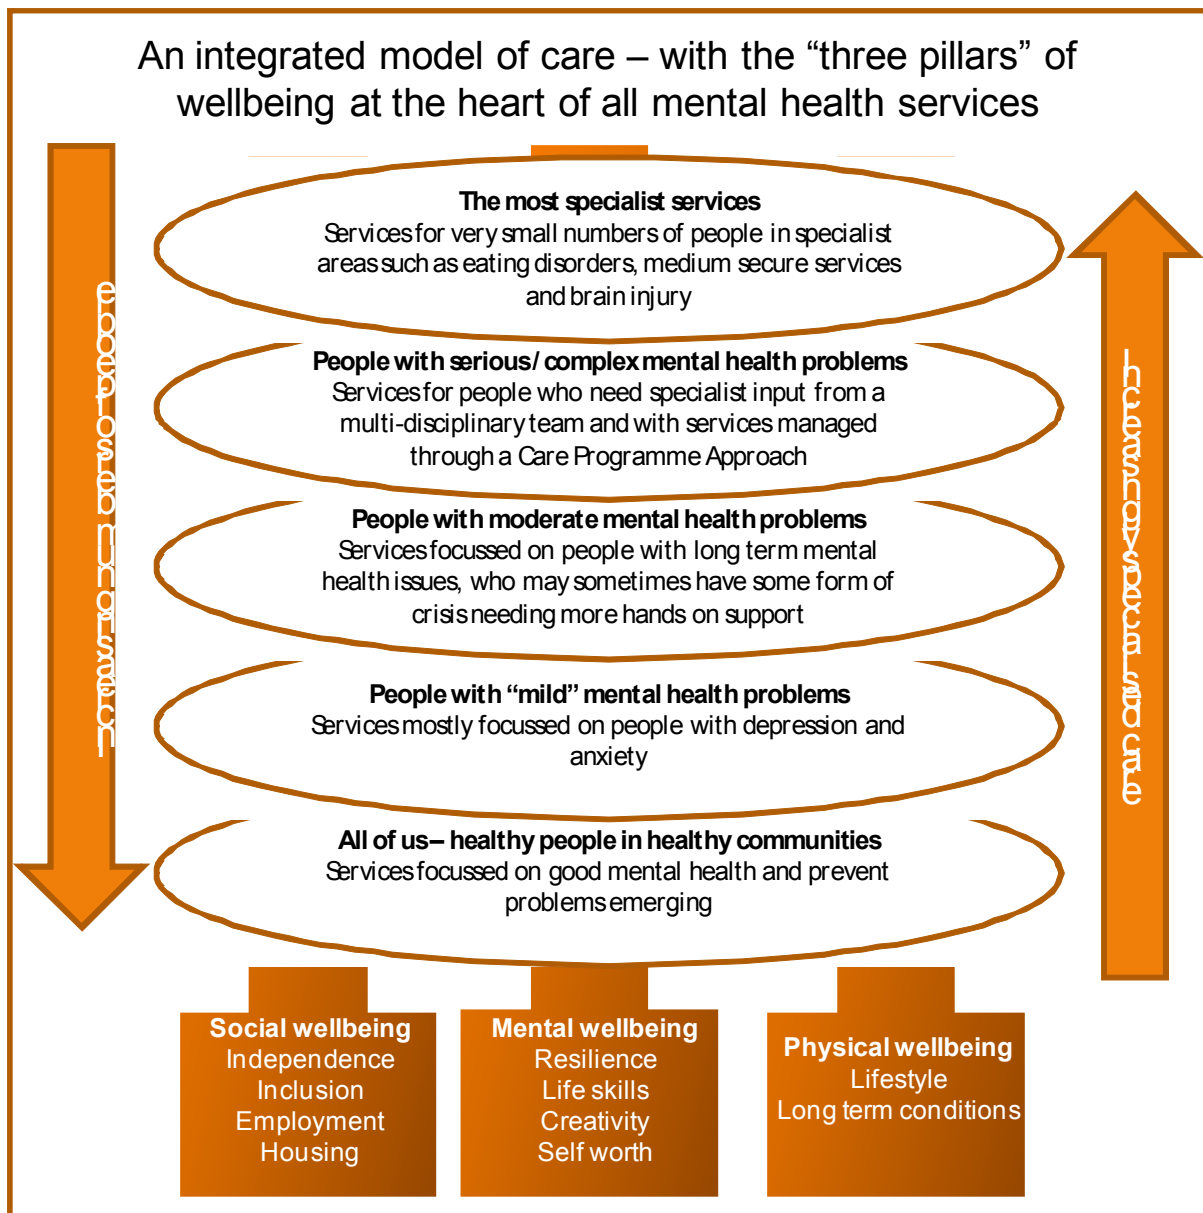 An integrated model of care – with the “three pillars” of
wellbeing at the heart of all mental health services
The most specialist services
Services for very small numbers of people in specialist
areas such as eating disorders, medium secure services
and brain injury
People with serious/ complex mental health problems
Services for people who need specialist input from a
multi-disciplinary team and with services managed
through a Care Programme Approach
People with moderate mental health problems
Services focussed on people with long term mental
health issues, who may sometimes have some form of
crisis needing more hands on support
People with “mild” mental health problems
Services mostly focussed on people with depression and
anxiety
All of us – healthy people in healthy communities
Services focussed on good mental health and prevent
problems emerging
Increasing numbers of people
Increasingly specialised care
Social wellbeing
Independence
Inclusion
Employment
Housing
Mental wellbeing
Resilience
Life skills
Creativity
Self worth
Physical wellbeing
Lifestyle
Long term conditions